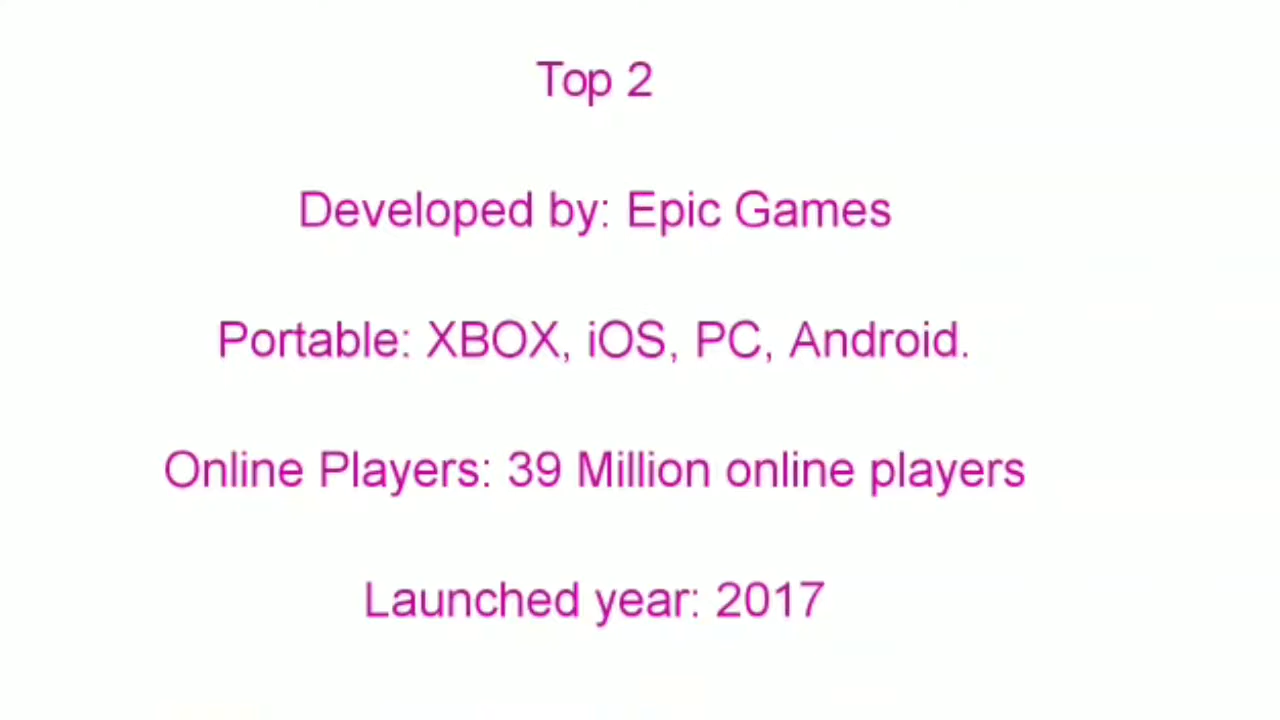 Top 2
Developed by: Epic Games
Portable: XBOX, iOS, PC, Android.
Online Players: 39 Million online players
Launched year: 2017